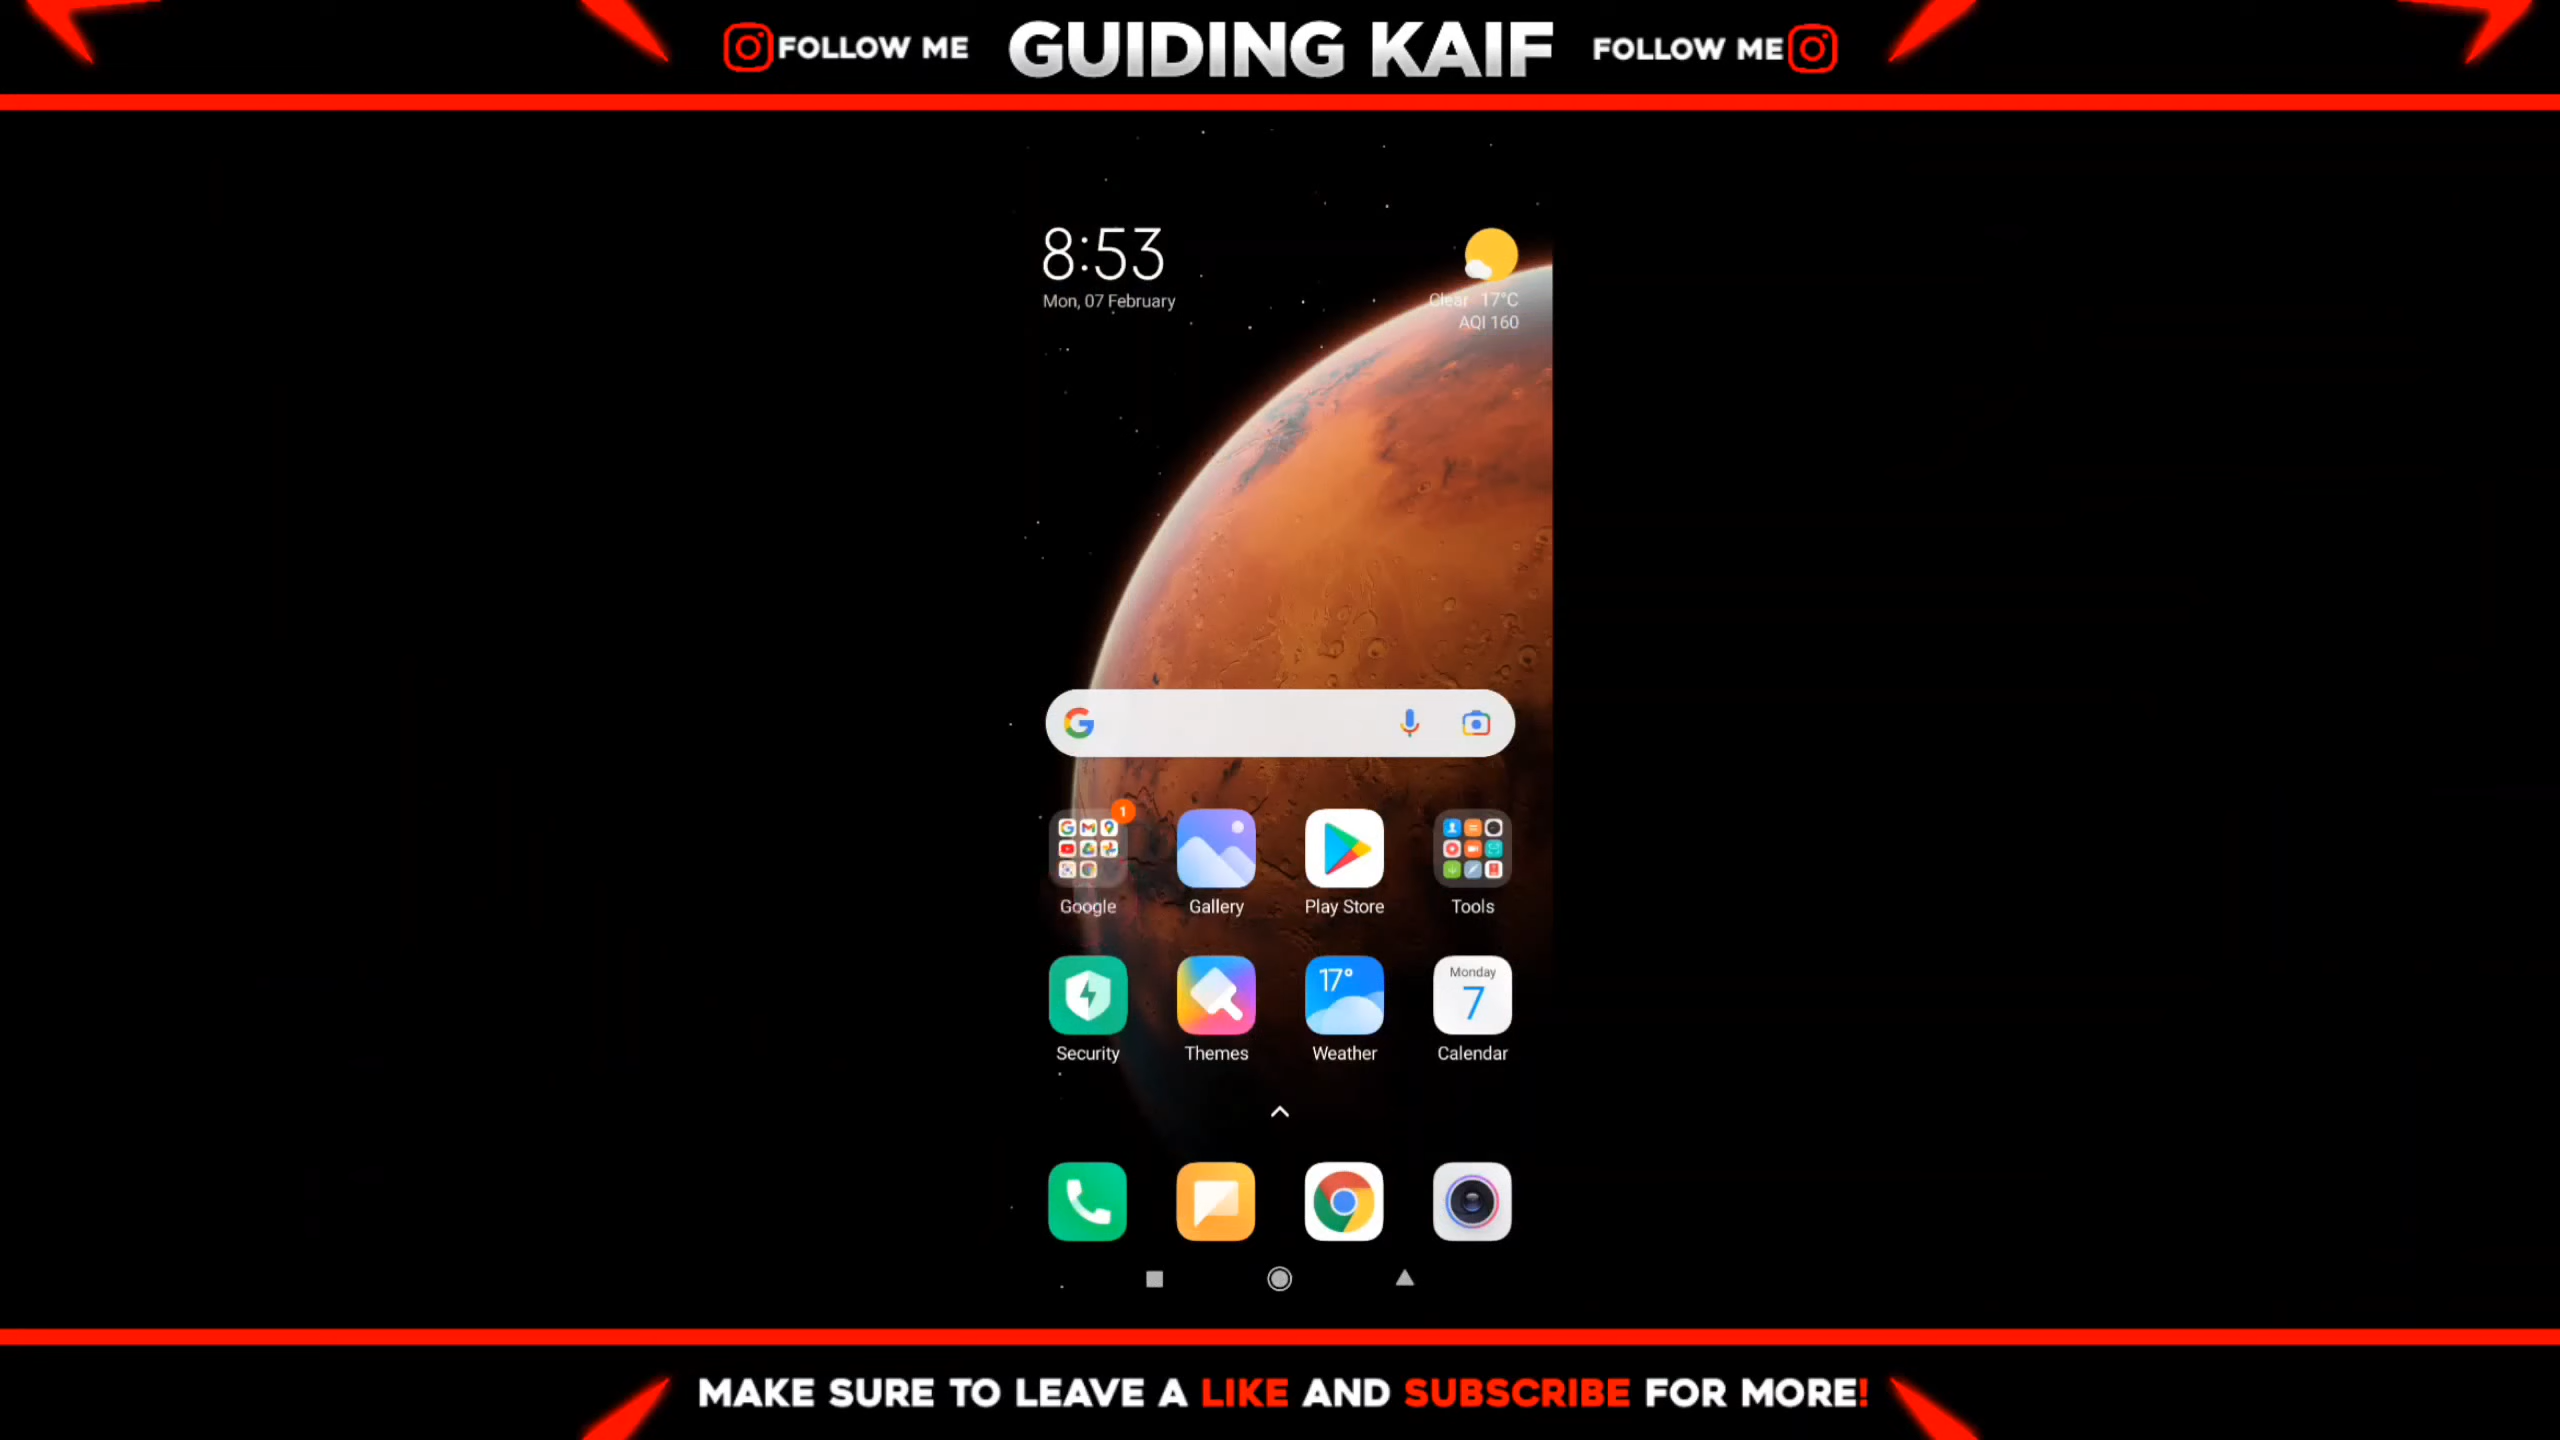 FOLLOW ME GUIDING KAIF FOLLOW ME
8:53
Mon, 07 February
Clear 17°C
AQI 160
1
Google Gallery Play Store Tools
17° Monday
7
Security Themes Weather Calendar
MAKE SURE TO LEAVE A LIKE AND SUBSCRIBE FOR MORE!